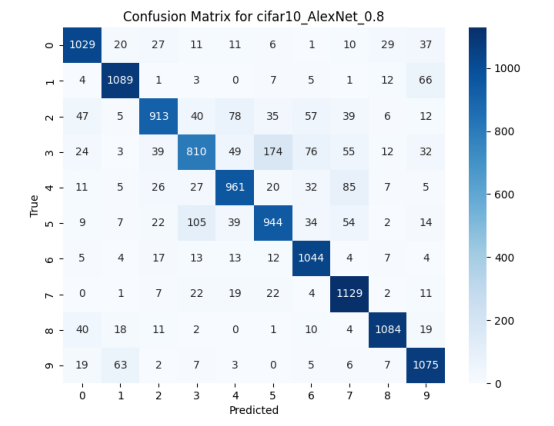 Confusion Matrix for cifar10_AlexNet_0.8
0 1029 20 27 11 11 6 1 10 29 37
1 4 1089 1 3 0 7 5 1 12 66
2 47 5 913 40 78 35 57 39 6 12
3 24 3 39 810 49 174 76 55 12 32
4 11 5 26 27 961 20 32 85 7 5
5 9 7 22 105 39 944 34 54 2 14
6 5 4 17 13 13 12 1044 4 7 4
7 0 1 7 22 19 22 4 1129 2 11
8 40 18 11 2 0 1 10 4 1084 19
9 19 63 2 7 3 0 5 6 7 1075
0 1 2 3 4 5 6 7 8 9
Predicted
True
1000
800
600
400
200
0